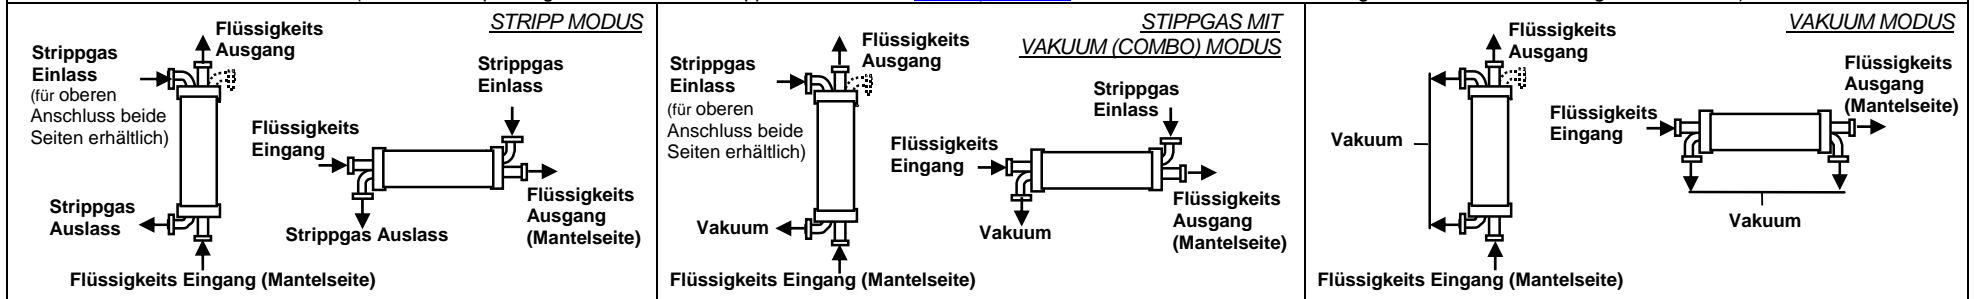 STRIPP MODUS
Flüssigkeits
Ausgang
Strippgas
Einlass
(für oberen
Anschluss beide
Seiten erhältlich)
Strippgas
Einlass
Flüssigkeits
Eingang
Flüssigkeits
Ausgang
(Mantelseite)
Strippgas
Auslass
Strippgas Auslass
Flüssigkeits Eingang (Mantelseite)
STIPPGAS MIT
VAKUUM (COMBO) MODUS
Flüssigkeits
Ausgang
Strippgas
Einlass
(für oberen
Anschluss beide
Seiten erhältlich)
Strippgas
Einlass
Flüssigkeits
Eingang
Flüssigkeits
Ausgang
(Mantelseite)
Vakuum
Vakuum
Flüssigkeits Eingang (Mantelseite)
VAKUUM MODUS
Flüssigkeits
Ausgang
Vakuum
Flüssigkeits
Eingang
Flüssigkeits
Ausgang
(Mantelseite)
Vakuum
Flüssigkeits Eingang (Mantelseite)